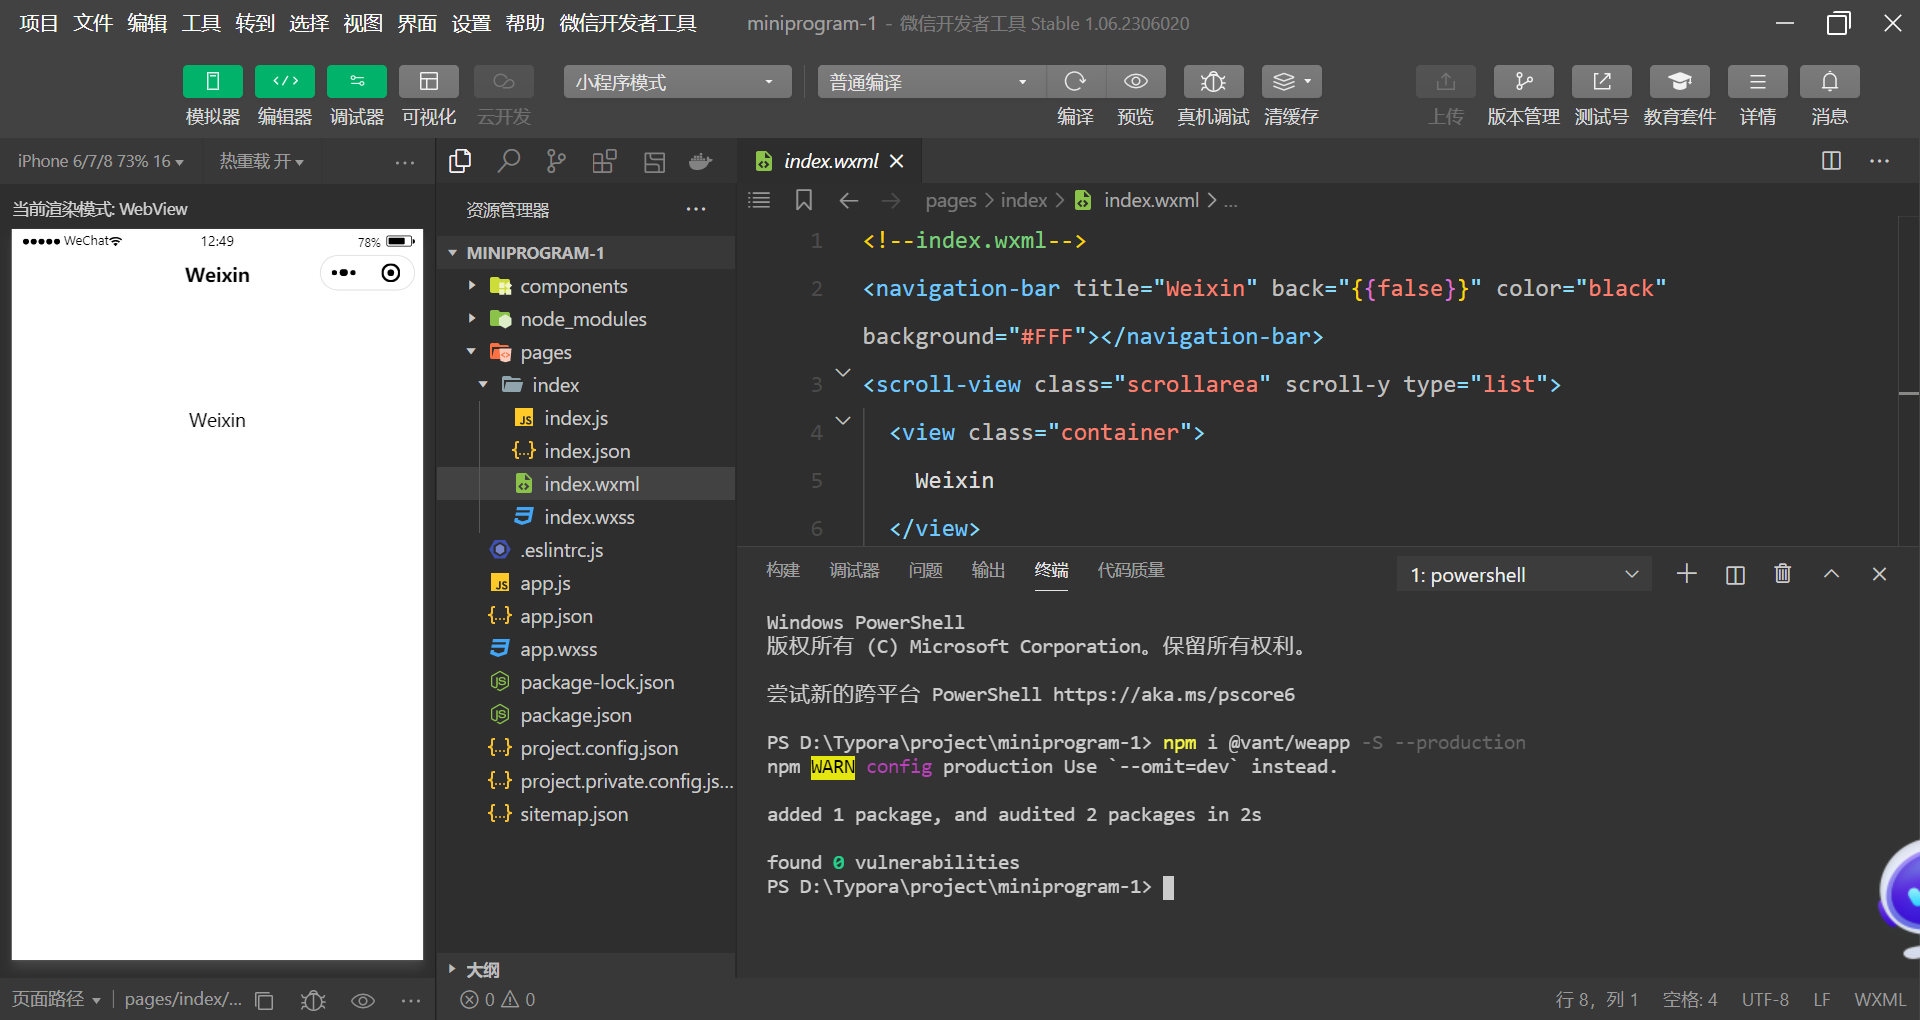 项目 文件 编辑 工具 转到 选择 视图 界面 设置 帮助 微信开发者工具 miniprogram-1 - 微信开发者工具 Stable 1.06.2306020
模拟器 编辑器 调试器 可视化 云开发 小程序模式 普通编译 编译 预览 真机调试 清缓存 上传 版本管理 测试号 教育套件 详情 消息
iPhone 6/7/8 73% 16 热重载 开
当前渲染模式: WebView
WeChat 12:49 78%
Weixin
Weixin
页面路径 pages/index/...
资源管理器
MINIPROGRAM-1
components
node_modules
pages
index
index.js
index.json
index.wxml
index.wxss
.eslintrc.js
app.js
app.json
app.wxss
package-lock.json
package.json
project.config.json
project.private.config.js...
sitemap.json
大纲
0 0
index.wxml
pages > index > index.wxml > ...
1 <!--index.wxml-->
2 <navigation-bar title="Weixin" back="{{false}}" color="black"
background="#FFF"></navigation-bar>
3 <scroll-view class="scrollarea" scroll-y type="list">
4 <view class="container">
5 Weixin
6 </view>
构建 调试器 问题 输出 终端 代码质量 1: powershell
Windows PowerShell
版权所有 (C) Microsoft Corporation。保留所有权利。
尝试新的跨平台 PowerShell https://aka.ms/pscore6
PS D:\Typora\project\miniprogram-1> npm i @vant/weapp -S --production
npm WARN config production Use `--omit=dev` instead.
added 1 package, and audited 2 packages in 2s
found 0 vulnerabilities
PS D:\Typora\project\miniprogram-1>
行 8，列 1 空格: 4 UTF-8 LF WXML